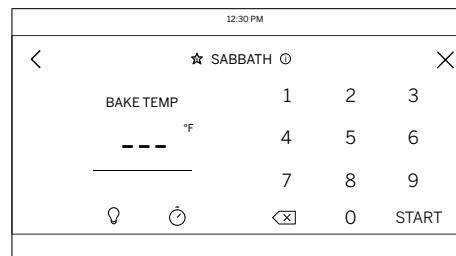 12:30 PM
SABBATH
BAKE TEMP
--- °F
1 2 3
4 5 6
7 8 9
0 START